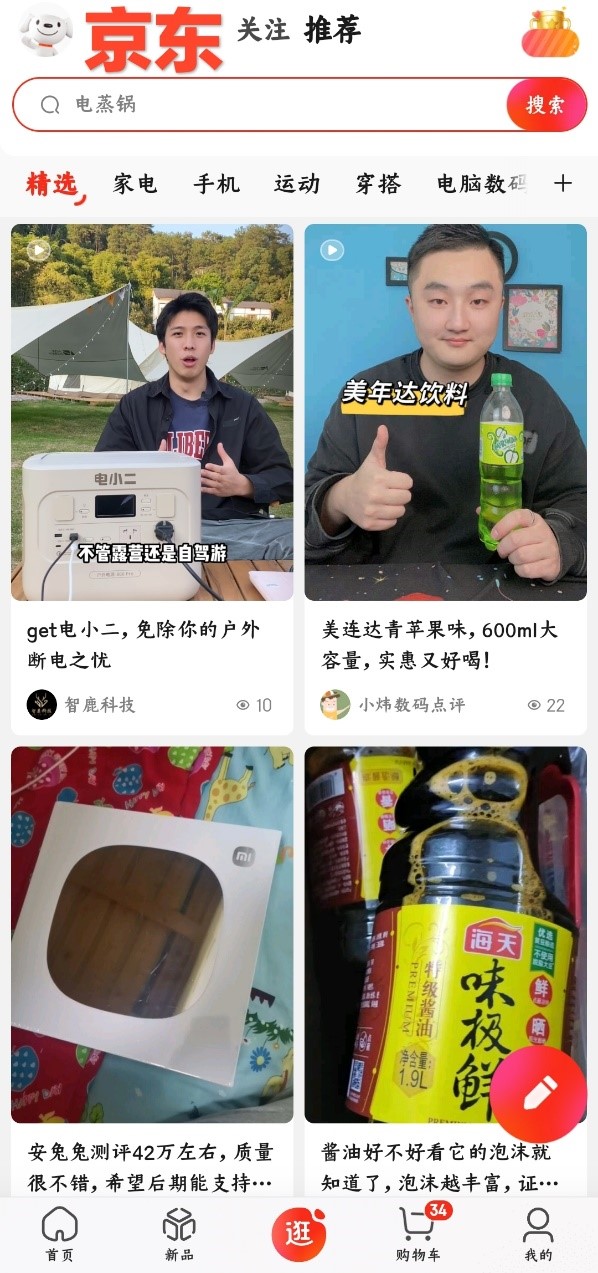 京东
关注 推荐
电蒸锅
搜索
精选 家电 手机 运动 穿搭 电脑数码
电小二
不管露营还是自驾游
get电小二，免除你的户外
断电之忧
智鹿科技
10
美年达饮料
美连达青苹果味，600ml大
容量，实惠又好喝！
小炜数码点评
22
mi
安兔兔测评42万左右，质量
很不错，希望后期能支持…
海天
特级酱油
PREMIUM
味极鲜
净含量:
1.9L
优选
不使用
鲜
晒
酱油好不好看它的泡沫就
知道了，泡沫越丰富，证…
首页
新品
逛
34
购物车
我的